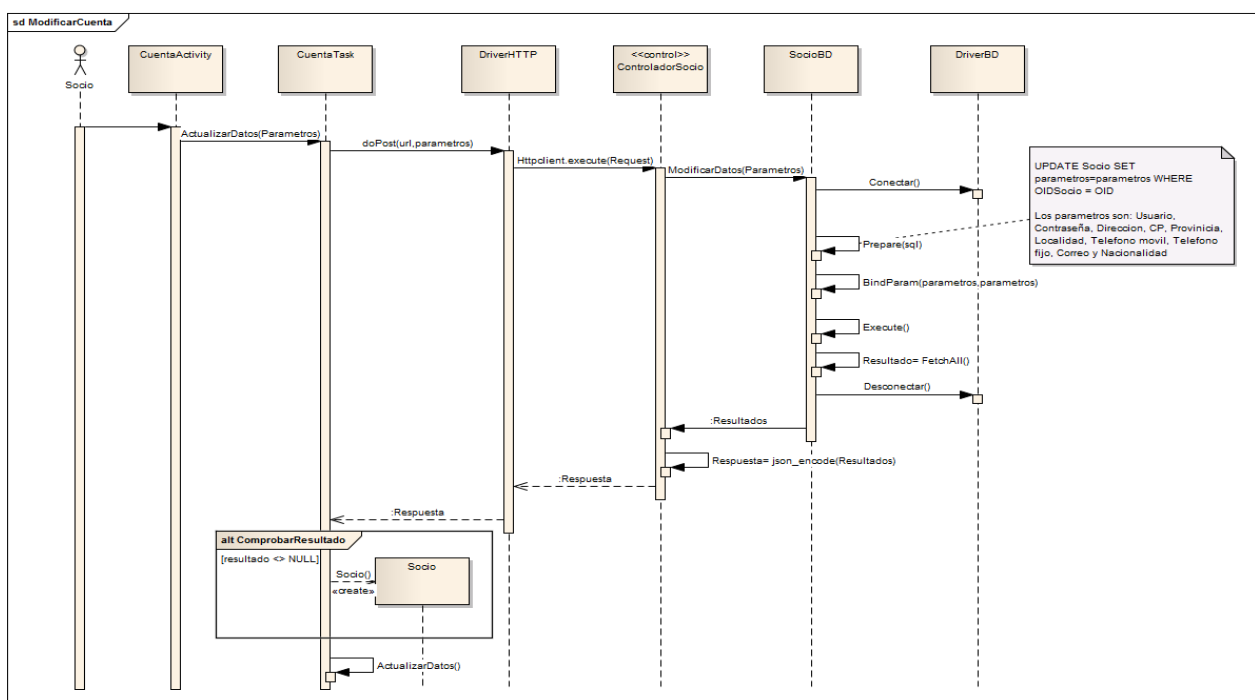 sd ModificarCuenta
Socio
CuentaActivity
CuentaTask
DriverHTTP
<<control>>
ControladorSocio
SocioBD
DriverBD
ActualizarDatos(Parametros)
doPost(url,parametros)
Httpclient.execute(Request)
ModificarDatos(Parametros)
Conectar()
UPDATE Socio SET
parametros=parametros WHERE
OIDSocio = OID
Los parametros son: Usuario,
Contraseña, Direccion, CP, Provinicia,
Localidad, Telefono movil, Telefono
fijo, Correo y Nacionalidad
Prepare(sql)
BindParam(parametros,parametros)
Execute()
Resultado= FetchAll()
Desconectar()
:Resultados
Respuesta= json_encode(Resultados)
:Respuesta
:Respuesta
alt ComprobarResultado
[resultado <> NULL]
Socio()
«create»
Socio
ActualizarDatos()